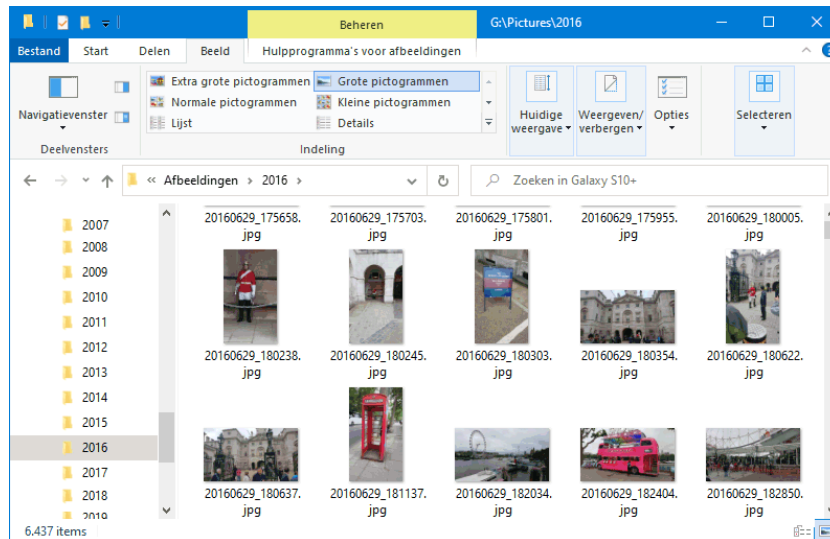 Beheren
G:\Pictures\2016
Bestand Start Delen Beeld Hulpprogramma's voor afbeeldingen
Extra grote pictogrammen Grote pictogrammen
Normale pictogrammen Kleine pictogrammen
Lijst Details
Navigatievenster
Huidige weergave
Weergeven/ verbergen
Opties
Selecteren
Deelvensters Indeling
« Afbeeldingen > 2016 >
Zoeken in Galaxy S10+
2007
2008
2009
2010
2011
2012
2013
2014
2015
2016
2017
2018
2019
20160629_175658.jpg
20160629_175703.jpg
20160629_175801.jpg
20160629_175955.jpg
20160629_180005.jpg
20160629_180238.jpg
20160629_180245.jpg
20160629_180303.jpg
20160629_180354.jpg
20160629_180622.jpg
20160629_180637.jpg
20160629_181137.jpg
20160629_182034.jpg
20160629_182404.jpg
20160629_182850.jpg
6.437 items